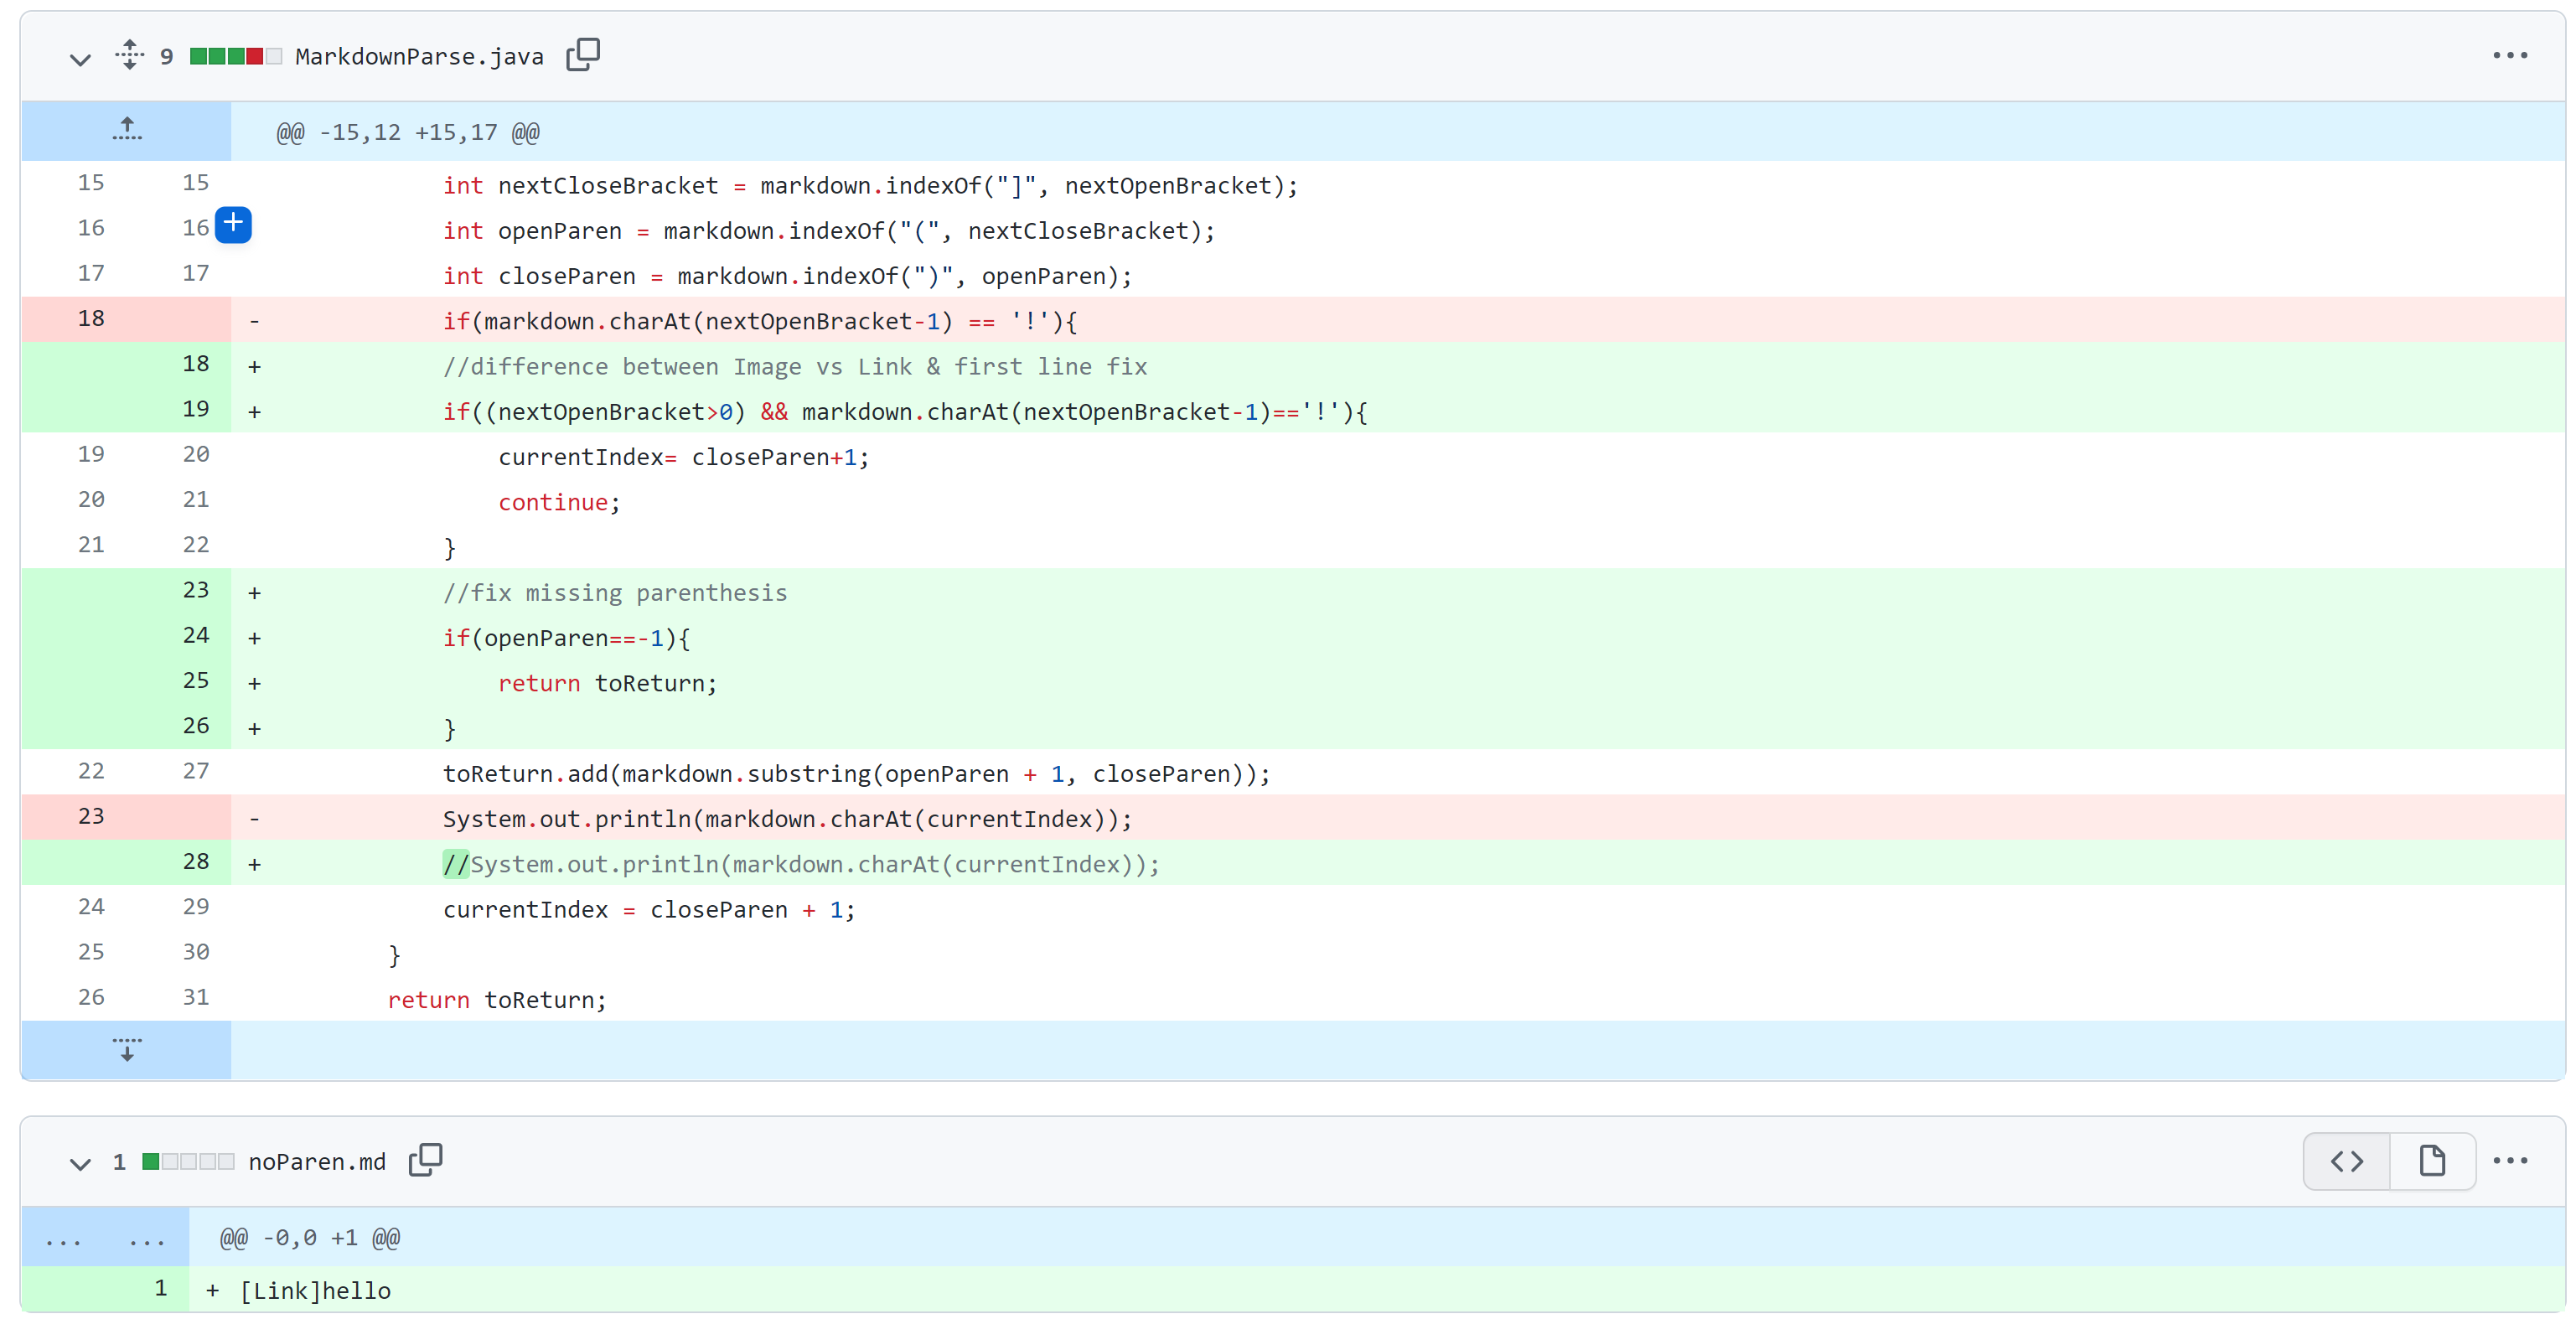 9 MarkdownParse.java
@@ -15,12 +15,17 @@
15 15 int nextCloseBracket = markdown.indexOf("]", nextOpenBracket);
16 16 int openParen = markdown.indexOf("(", nextCloseBracket);
17 17 int closeParen = markdown.indexOf(")", openParen);
18 - if(markdown.charAt(nextOpenBracket-1) == '!'){
18 + //difference between Image vs Link & first line fix
19 + if((nextOpenBracket>0) && markdown.charAt(nextOpenBracket-1)=='!'){
19 20 currentIndex= closeParen+1;
20 21 continue;
21 22 }
23 + //fix missing parenthesis
24 + if(openParen==-1){
25 + return toReturn;
26 + }
22 27 toReturn.add(markdown.substring(openParen + 1, closeParen));
23 - System.out.println(markdown.charAt(currentIndex));
28 + //System.out.println(markdown.charAt(currentIndex));
24 29 currentIndex = closeParen + 1;
25 30 }
26 31 return toReturn;
1 noParen.md
... ... @@ -0,0 +1 @@
1 + [Link]hello